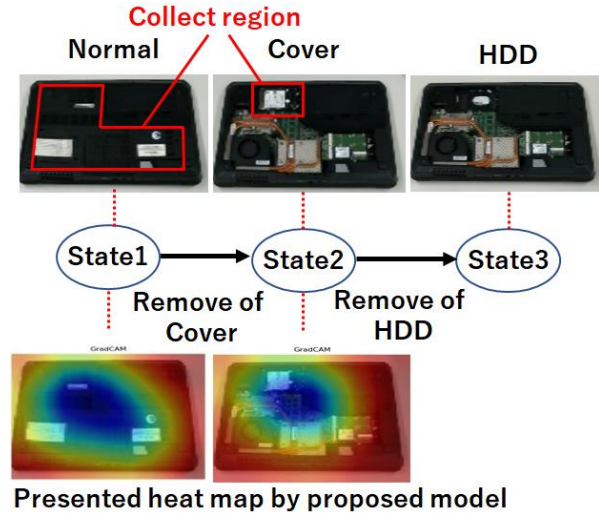 Collect region
Normal
Cover
HDD
State1
State2
State3
Remove of
Cover
Remove of
HDD
GradCAM
GradCAM
Presented heat map by proposed model